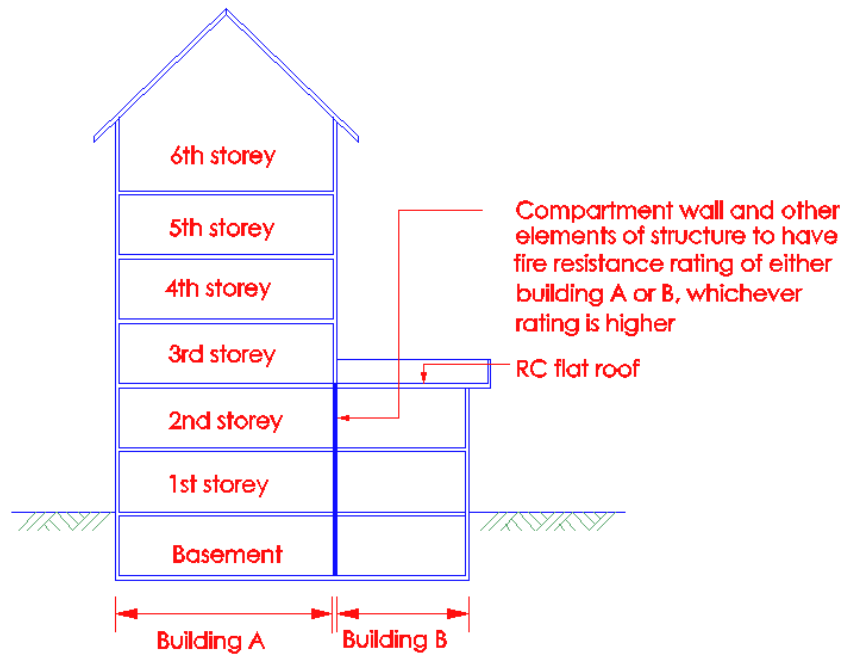 6th storey
5th storey
4th storey
3rd storey
2nd storey
1st storey
Basement
Compartment wall and other
elements of structure to have
fire resistance rating of either
building A or B, whichever
rating is higher
RC flat roof
Building A
Building B